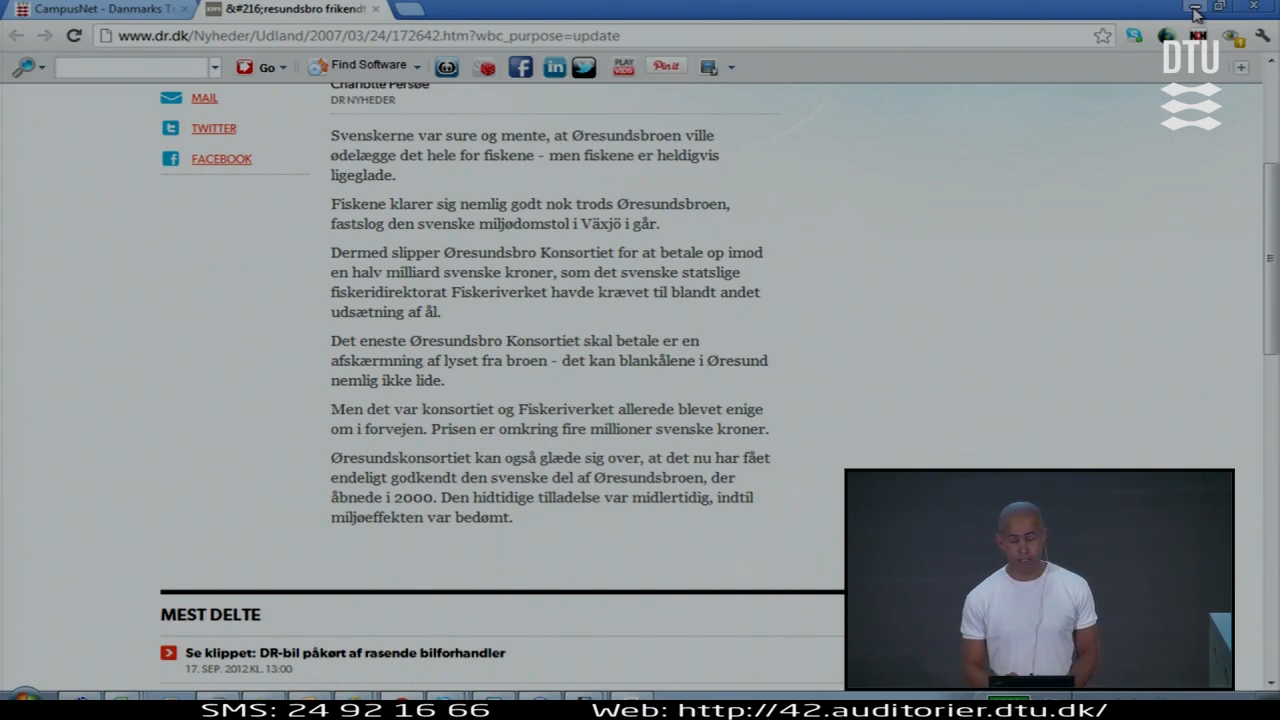 CampusNet - Danmarks Te
&#216;resundsbro frikendt
www.dr.dk/Nyheder/Udland/2007/03/24/172642.htm?wbc_purpose=update
Go
Find Software
PLAY
VIDS
Pin it
DTU
Charlotte Persøe
DR NYHEDER
MAIL
TWITTER
FACEBOOK
Svenskerne var sure og mente, at Øresundsbroen ville
ødelægge det hele for fiskene - men fiskene er heldigvis
ligeglade.
Fiskene klarer sig nemlig godt nok trods Øresundsbroen,
fastslog den svenske miljødomstol i Växjö i går.
Dermed slipper Øresundsbro Konsortiet for at betale op imod
en halv milliard svenske kroner, som det svenske statslige
fiskeridirektorat Fiskeriverket havde krævet til blandt andet
udsætning af ål.
Det eneste Øresundsbro Konsortiet skal betale er en
afskærmning af lyset fra broen - det kan blankålene i Øresund
nemlig ikke lide.
Men det var konsortiet og Fiskeriverket allerede blevet enige
om i forvejen. Prisen er omkring fire millioner svenske kroner.
Øresundskonsortiet kan også glæde sig over, at det nu har fået
endeligt godkendt den svenske del af Øresundsbroen, der
åbnede i 2000. Den hidtidige tilladelse var midlertidig, indtil
miljøeffekten var bedømt.
MEST DELTE
Se klippet: DR-bil påkørt af rasende bilforhandler
17. SEP. 2012 KL. 13:00
SMS: 24 92 16 66 Web: http://42.auditorier.dtu.dk/